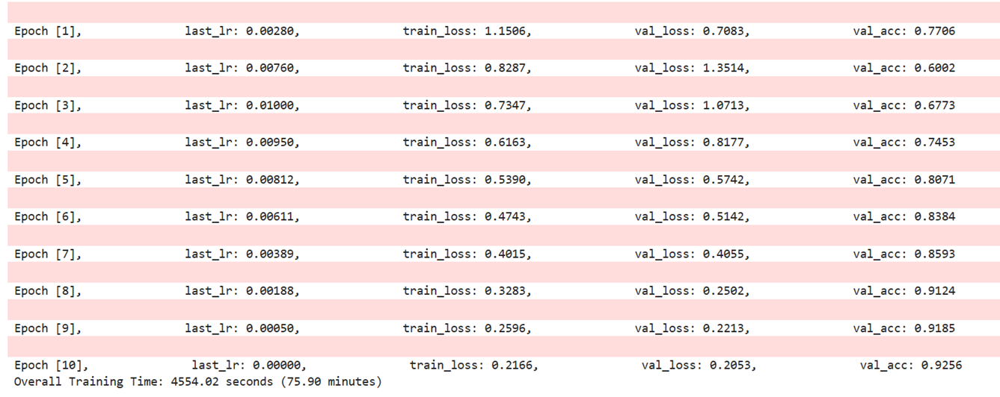 Epoch [1], last_lr: 0.00280, train_loss: 1.1506, val_loss: 0.7083, val_acc: 0.7706
Epoch [2], last_lr: 0.00760, train_loss: 0.8287, val_loss: 1.3514, val_acc: 0.6002
Epoch [3], last_lr: 0.01000, train_loss: 0.7347, val_loss: 1.0713, val_acc: 0.6773
Epoch [4], last_lr: 0.00950, train_loss: 0.6163, val_loss: 0.8177, val_acc: 0.7453
Epoch [5], last_lr: 0.00812, train_loss: 0.5390, val_loss: 0.5742, val_acc: 0.8071
Epoch [6], last_lr: 0.00611, train_loss: 0.4743, val_loss: 0.5142, val_acc: 0.8384
Epoch [7], last_lr: 0.00389, train_loss: 0.4015, val_loss: 0.4055, val_acc: 0.8593
Epoch [8], last_lr: 0.00188, train_loss: 0.3283, val_loss: 0.2502, val_acc: 0.9124
Epoch [9], last_lr: 0.00050, train_loss: 0.2596, val_loss: 0.2213, val_acc: 0.9185
Epoch [10], last_lr: 0.00000, train_loss: 0.2166, val_loss: 0.2053, val_acc: 0.9256
Overall Training Time: 4554.02 seconds (75.90 minutes)